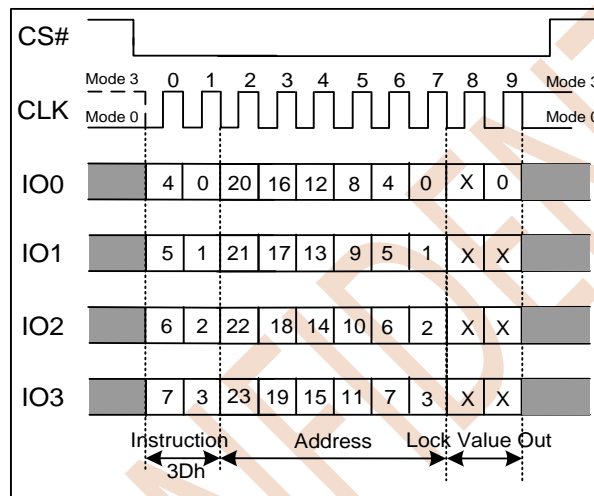 CS#
Mode 3 0 1 2 3 4 5 6 7 8 9 Mode 3
CLK
Mode 0 Mode 0
IO0 4 0 20 16 12 8 4 0 X 0
IO1 5 1 21 17 13 9 5 1 X X
IO2 6 2 22 18 14 10 6 2 X X
IO3 7 3 23 19 15 11 7 3 X X
Instruction Address Lock Value Out
3Dh